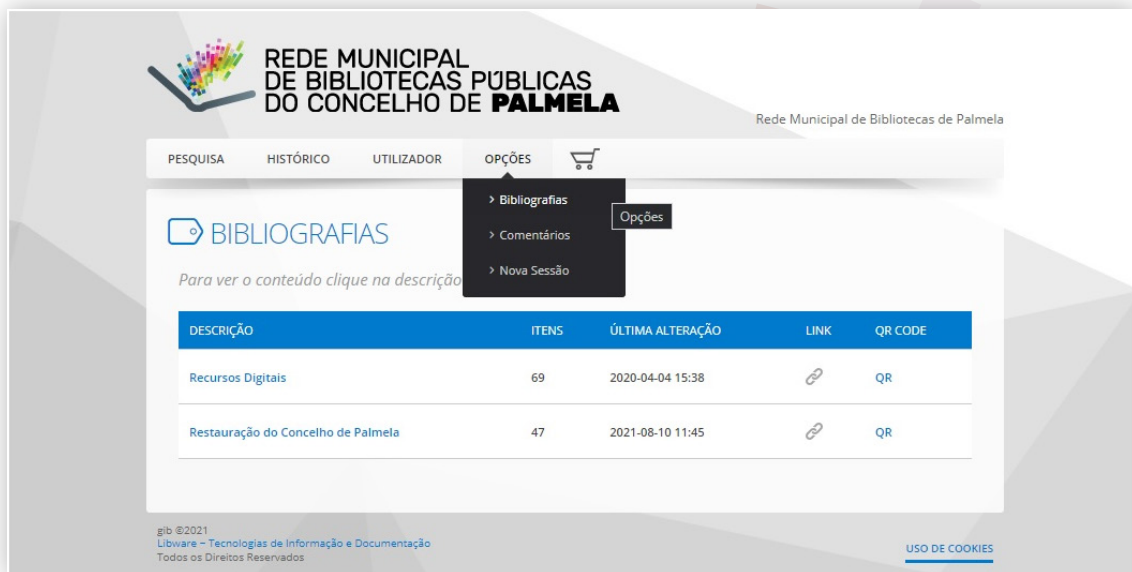 REDE MUNICIPAL
DE BIBLIOTECAS PÚBLICAS
DO CONCELHO DE PALMELA
Rede Municipal de Bibliotecas de Palmela
PESQUISA HISTÓRICO UTILIZADOR OPÇÕES
> Bibliografias
Opções
> Comentários
> Nova Sessão
BIBLIOGRAFIAS
Para ver o conteúdo clique na descrição
DESCRIÇÃO ITENS ÚLTIMA ALTERAÇÃO LINK QR CODE
Recursos Digitais 69 2020-04-04 15:38 QR
Restauração do Concelho de Palmela 47 2021-08-10 11:45 QR
gib ©2021
Libware – Tecnologias de Informação e Documentação
Todos os Direitos Reservados
USO DE COOKIES